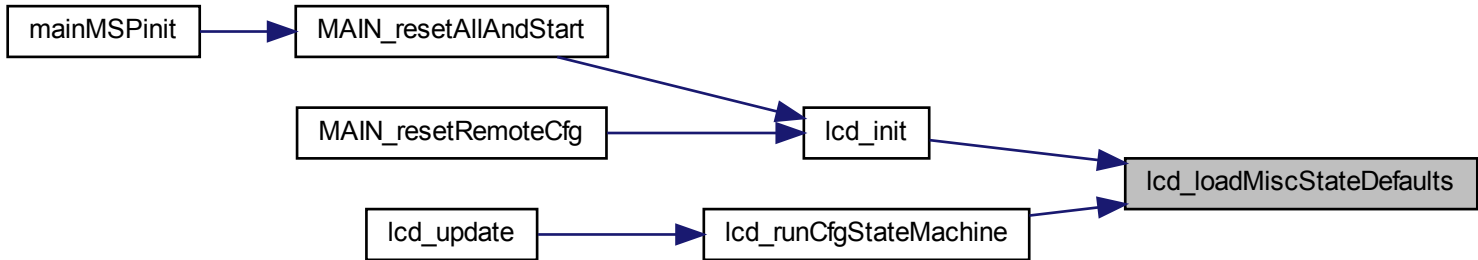 mainMSPinit
MAIN_resetAllAndStart
MAIN_resetRemoteCfg
lcd_init
lcd_loadMiscStateDefaults
lcd_update
lcd_runCfgStateMachine